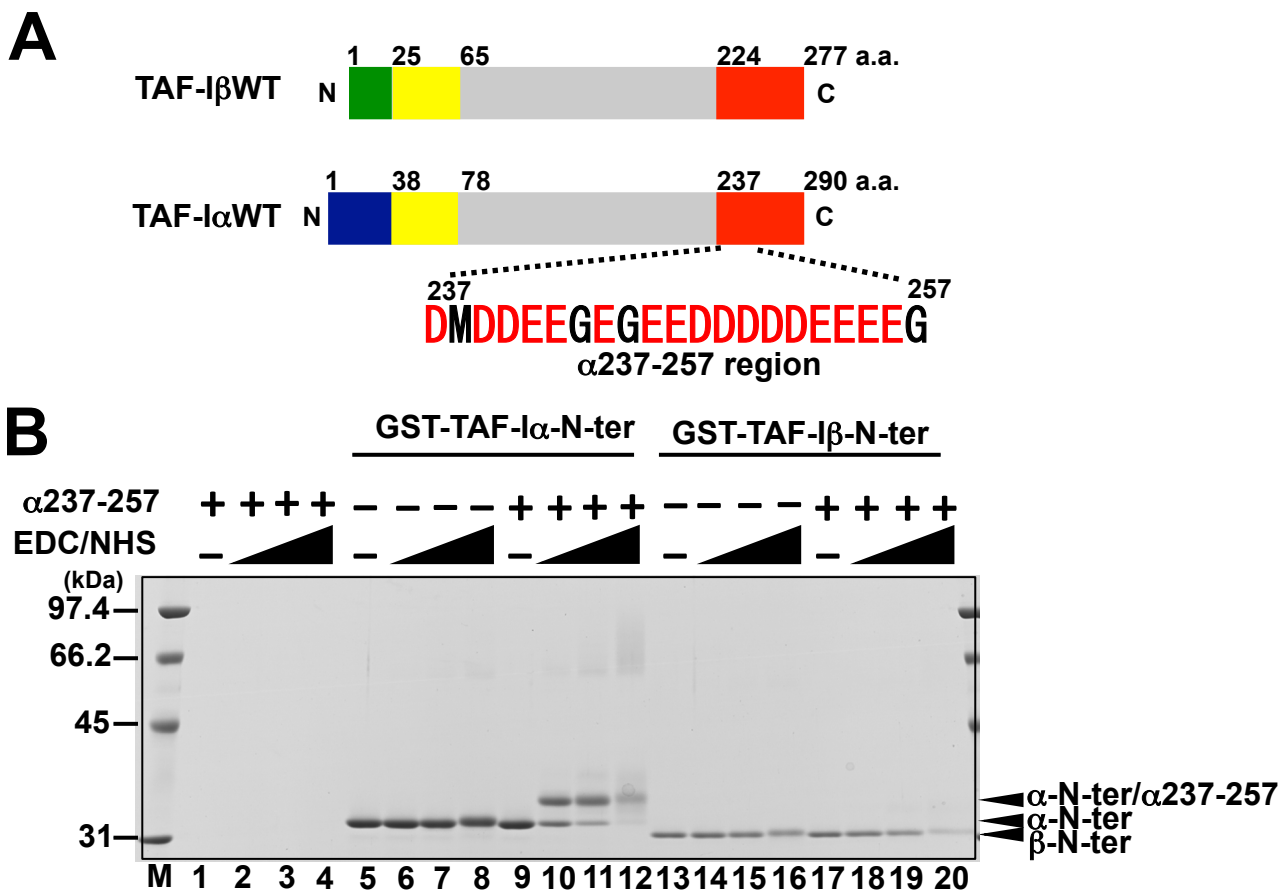 A
1 25 65 224 277 a.a.
TAF-IβWT N C
1 38 78 237 290 a.a.
TAF-IαWT N C
237 257
DMDDEEGEGEEDDDDDEEEEG
α237-257 region
B
GST-TAF-Iα-N-ter GST-TAF-Iβ-N-ter
α237-257 + + + + − − − − + + + + − − − − + + + +
EDC/NHS − − − − −
(kDa)
97.4
66.2
45
α-N-ter/α237-257
α-N-ter
31
β-N-ter
M 1 2 3 4 5 6 7 8 9 10 11 12 13 14 15 16 17 18 19 20